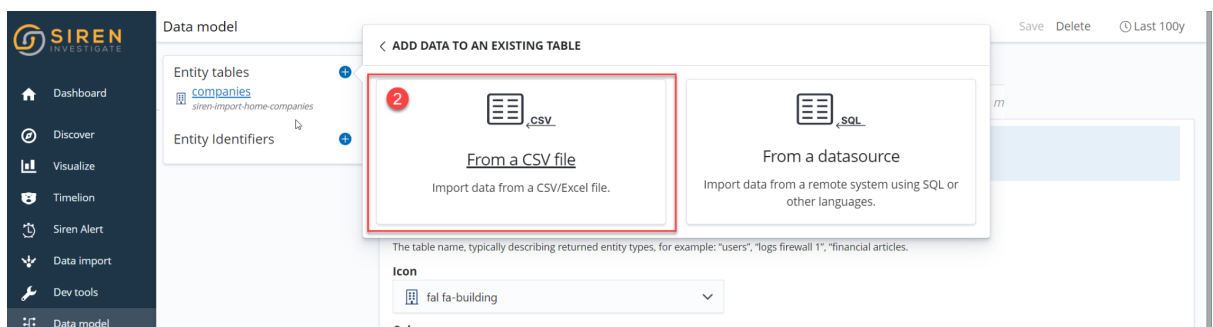 SIREN
INVESTIGATE
Data model
Save Delete Last 100y
ADD DATA TO AN EXISTING TABLE
Entity tables
companies
siren-import-home-companies
Entity Identifiers
Dashboard
Discover
Visualize
Timelion
Siren Alert
Data import
Dev tools
Data model
2
CSV
From a CSV file
Import data from a CSV/Excel file.
SQL
From a datasource
Import data from a remote system using SQL or
other languages.
m
The table name, typically describing returned entity types, for example: "users", "logs firewall 1", "financial articles.
Icon
fal fa-building